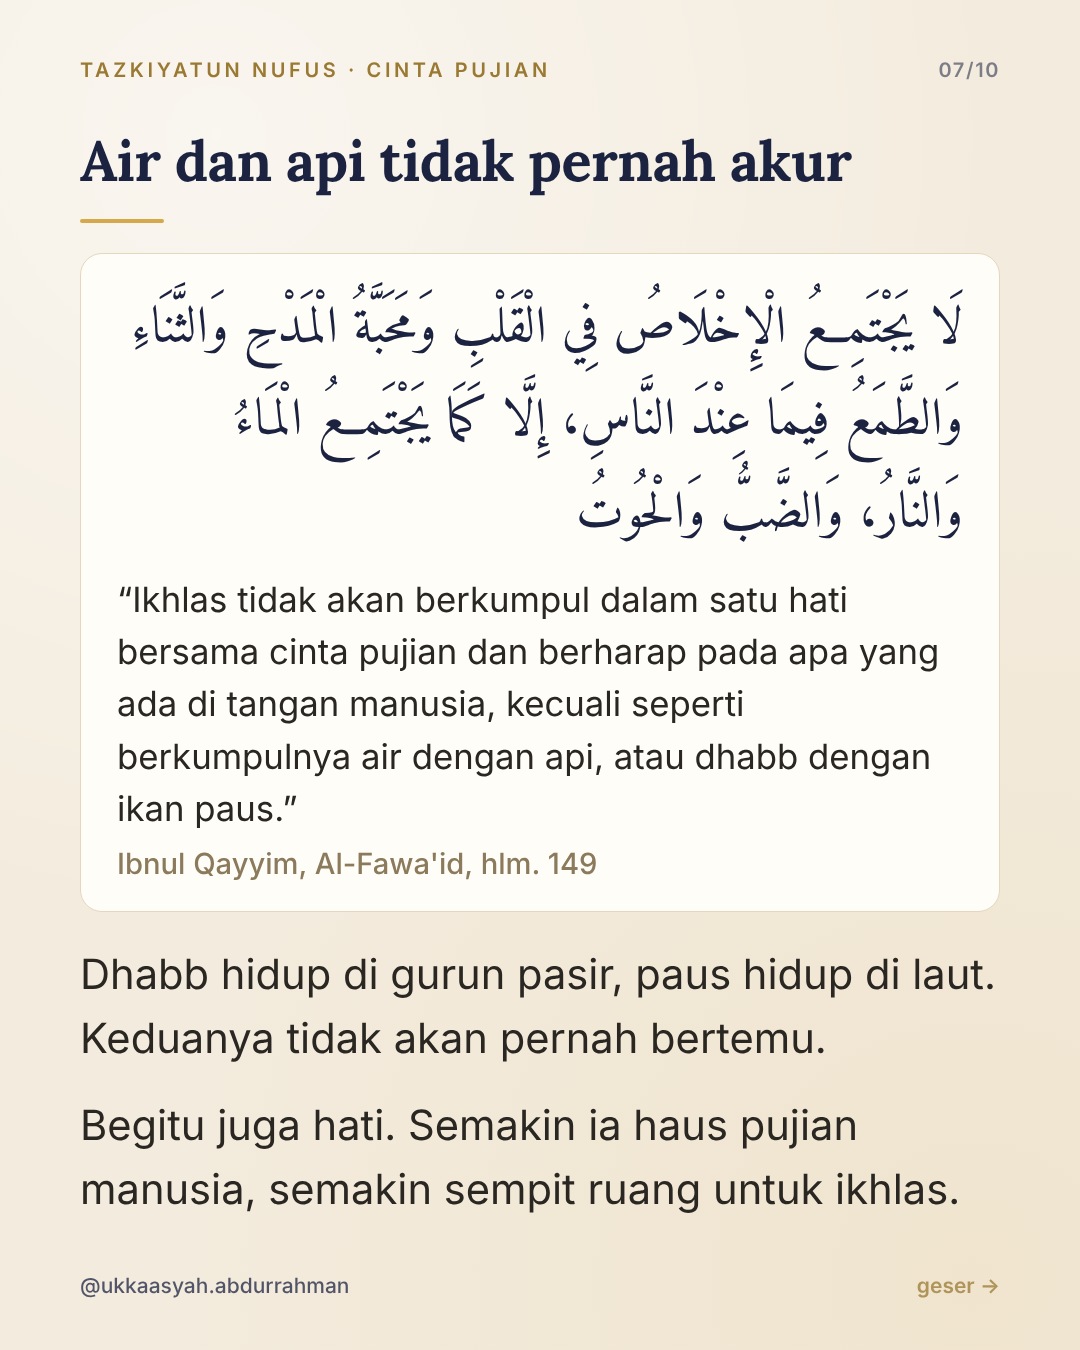 TAZKIYATUN NUFUS · CINTA PUJIAN
07/10
Air dan api tidak pernah akur
لَا يَجْتَمِـعُ الْإِخْلَاصُ فِي الْقَلْبِ وَمَحَبَّةُ الْمَدْحِ وَالثَّنَاءِ
وَالطَّمَعُ فِيمَا عِنْدَ النَّاسِ، إِلَّا كَمَا يَجْتَمِـعُ الْمَاءُ
وَالنَّارُ، وَالضَّبُّ وَالْحُوتُ
“Ikhlas tidak akan berkumpul dalam satu hati
bersama cinta pujian dan berharap pada apa yang
ada di tangan manusia, kecuali seperti
berkumpulnya air dengan api, atau dhabb dengan
ikan paus.”
Ibnul Qayyim, Al-Fawa'id, hlm. 149
Dhabb hidup di gurun pasir, paus hidup di laut.
Keduanya tidak akan pernah bertemu.
Begitu juga hati. Semakin ia haus pujian
manusia, semakin sempit ruang untuk ikhlas.
@ukkaasyah.abdurrahman
geser →